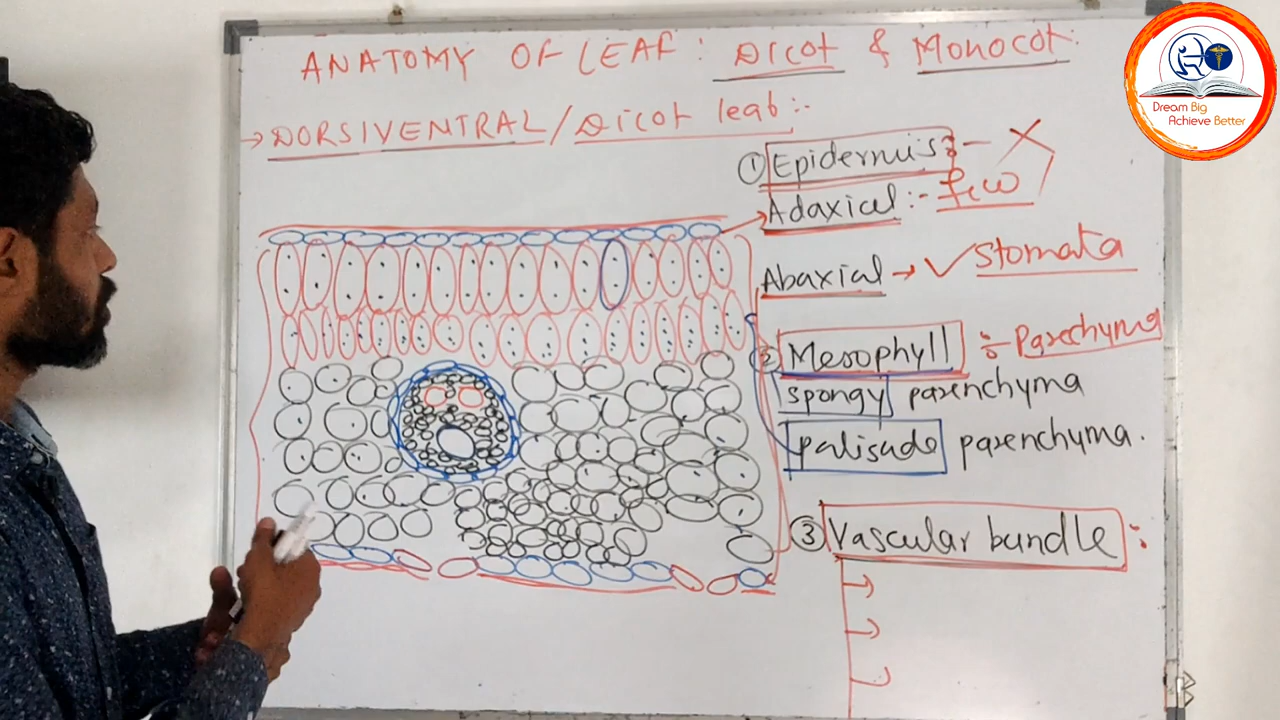 ANATOMY OF LEAF: Dicot & Monocot
→ DORSIVENTRAL / Dicot leaf :-
① Epidermis :- X
Adaxial :- few
Abaxial → ✓ Stomata
② Mesophyll :- Parechyma
spongy parenchyma
palisade parenchyma.
③ Vascular bundle :
Dream Big
Achieve Better